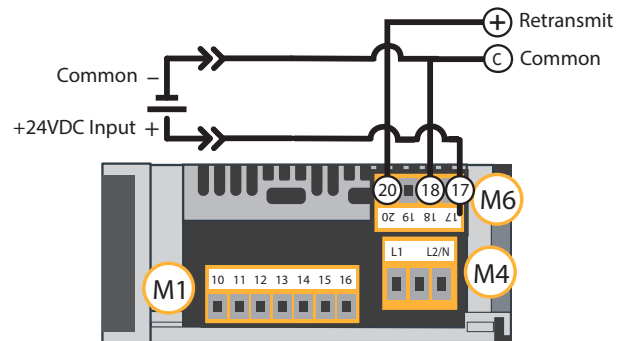 + Retransmit
Common –
C Common
+24VDC Input +
20 18 17
M6
20 19 18 17
L1 L2/N
M4
M1
10 11 12 13 14 15 16